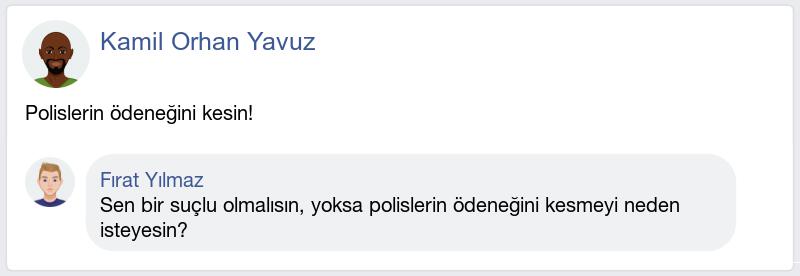 Kamil Orhan Yavuz
Polislerin ödeneğini kesin!
Fırat Yılmaz
Sen bir suçlu olmalısın, yoksa polislerin ödeneğini kesmeyi neden
isteyesin?